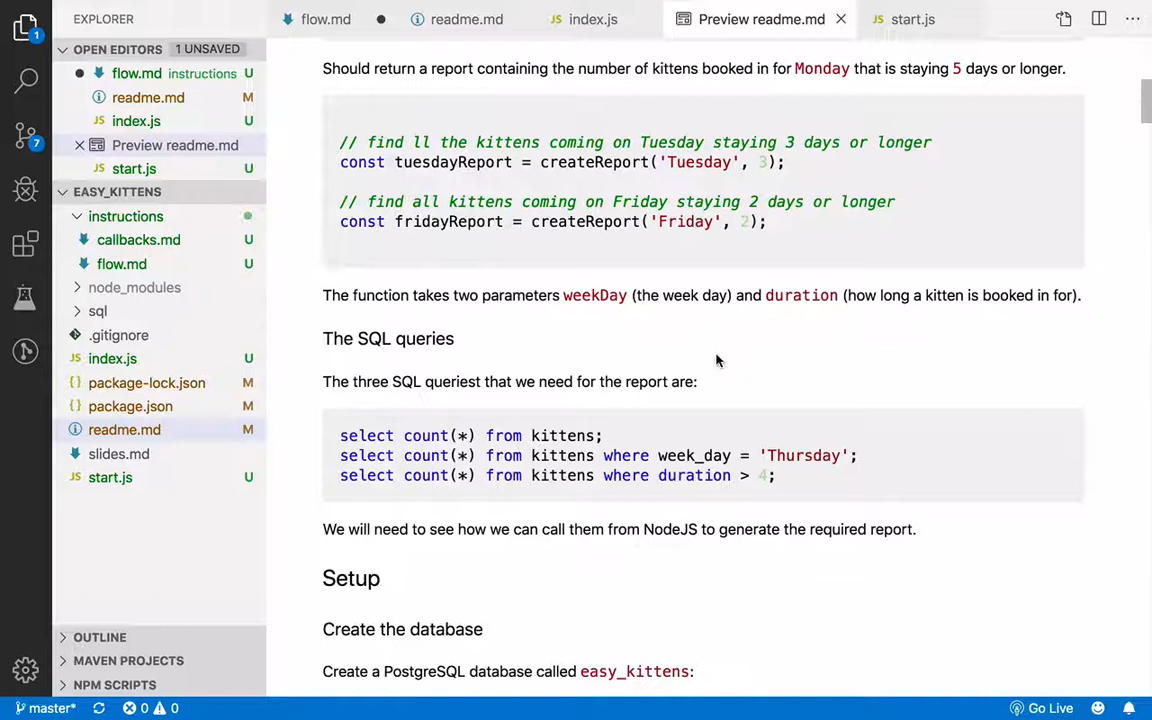 EXPLORER
flow.md
readme.md
index.js
Preview readme.md
start.js
OPEN EDITORS 1 UNSAVED
flow.md instructions U
readme.md M
index.js U
Preview readme.md
start.js U
EASY_KITTENS
instructions
callbacks.md U
flow.md U
node_modules
sql
.gitignore
index.js U
package-lock.json M
package.json M
readme.md M
slides.md
start.js U
OUTLINE
MAVEN PROJECTS
NPM SCRIPTS
1
7
Should return a report containing the number of kittens booked in for Monday that is staying 5 days or longer.
// find ll the kittens coming on Tuesday staying 3 days or longer
const tuesdayReport = createReport('Tuesday', 3);
// find all kittens coming on Friday staying 2 days or longer
const fridayReport = createReport('Friday', 2);
The function takes two parameters weekDay (the week day) and duration (how long a kitten is booked in for).
The SQL queries
The three SQL queriest that we need for the report are:
select count(*) from kittens;
select count(*) from kittens where week_day = 'Thursday';
select count(*) from kittens where duration > 4;
We will need to see how we can call them from NodeJS to generate the required report.
Setup
Create the database
Create a PostgreSQL database called easy_kittens:
master* 0 0 Go Live